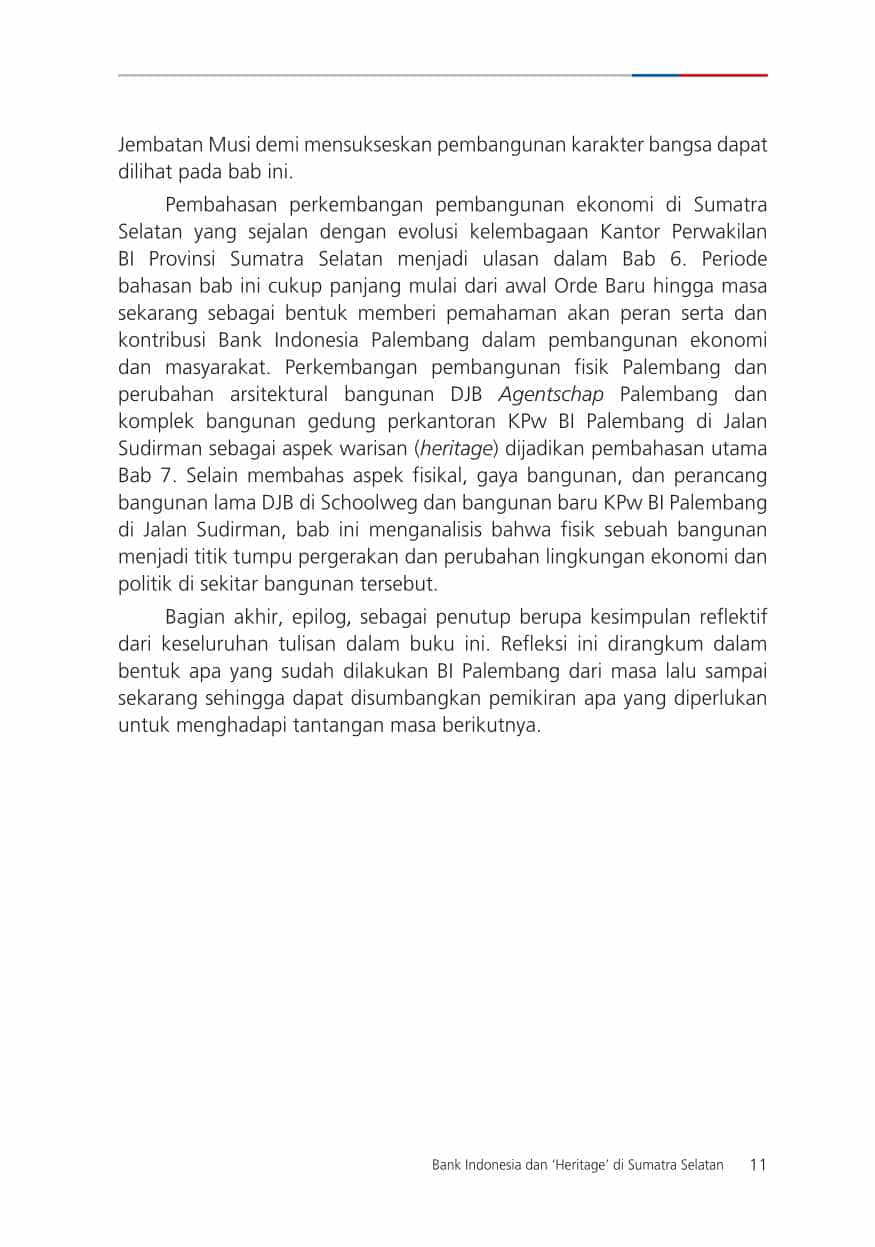 Jembatan Musi demi mensukseskan pembangunan karakter bangsa dapat
dilihat pada bab ini.
Pembahasan perkembangan pembangunan ekonomi di Sumatra
Selatan yang sejalan dengan evolusi kelembagaan Kantor Perwakilan
BI Provinsi Sumatra Selatan menjadi ulasan dalam Bab 6. Periode
bahasan bab ini cukup panjang mulai dari awal Orde Baru hingga masa
sekarang sebagai bentuk memberi pemahaman akan peran serta dan
kontribusi Bank Indonesia Palembang dalam pembangunan ekonomi
dan masyarakat. Perkembangan pembangunan fisik Palembang dan
perubahan arsitektural bangunan DJB Agentschap Palembang dan
komplek bangunan gedung perkantoran KPw BI Palembang di Jalan
Sudirman sebagai aspek warisan (heritage) dijadikan pembahasan utama
Bab 7. Selain membahas aspek fisikal, gaya bangunan, dan perancang
bangunan lama DJB di Schoolweg dan bangunan baru KPw BI Palembang
di Jalan Sudirman, bab ini menganalisis bahwa fisik sebuah bangunan
menjadi titik tumpu pergerakan dan perubahan lingkungan ekonomi dan
politik di sekitar bangunan tersebut.
Bagian akhir, epilog, sebagai penutup berupa kesimpulan reflektif
dari keseluruhan tulisan dalam buku ini. Refleksi ini dirangkum dalam
bentuk apa yang sudah dilakukan BI Palembang dari masa lalu sampai
sekarang sehingga dapat disumbangkan pemikiran apa yang diperlukan
untuk menghadapi tantangan masa berikutnya.
Bank Indonesia dan ‘Heritage’ di Sumatra Selatan 11